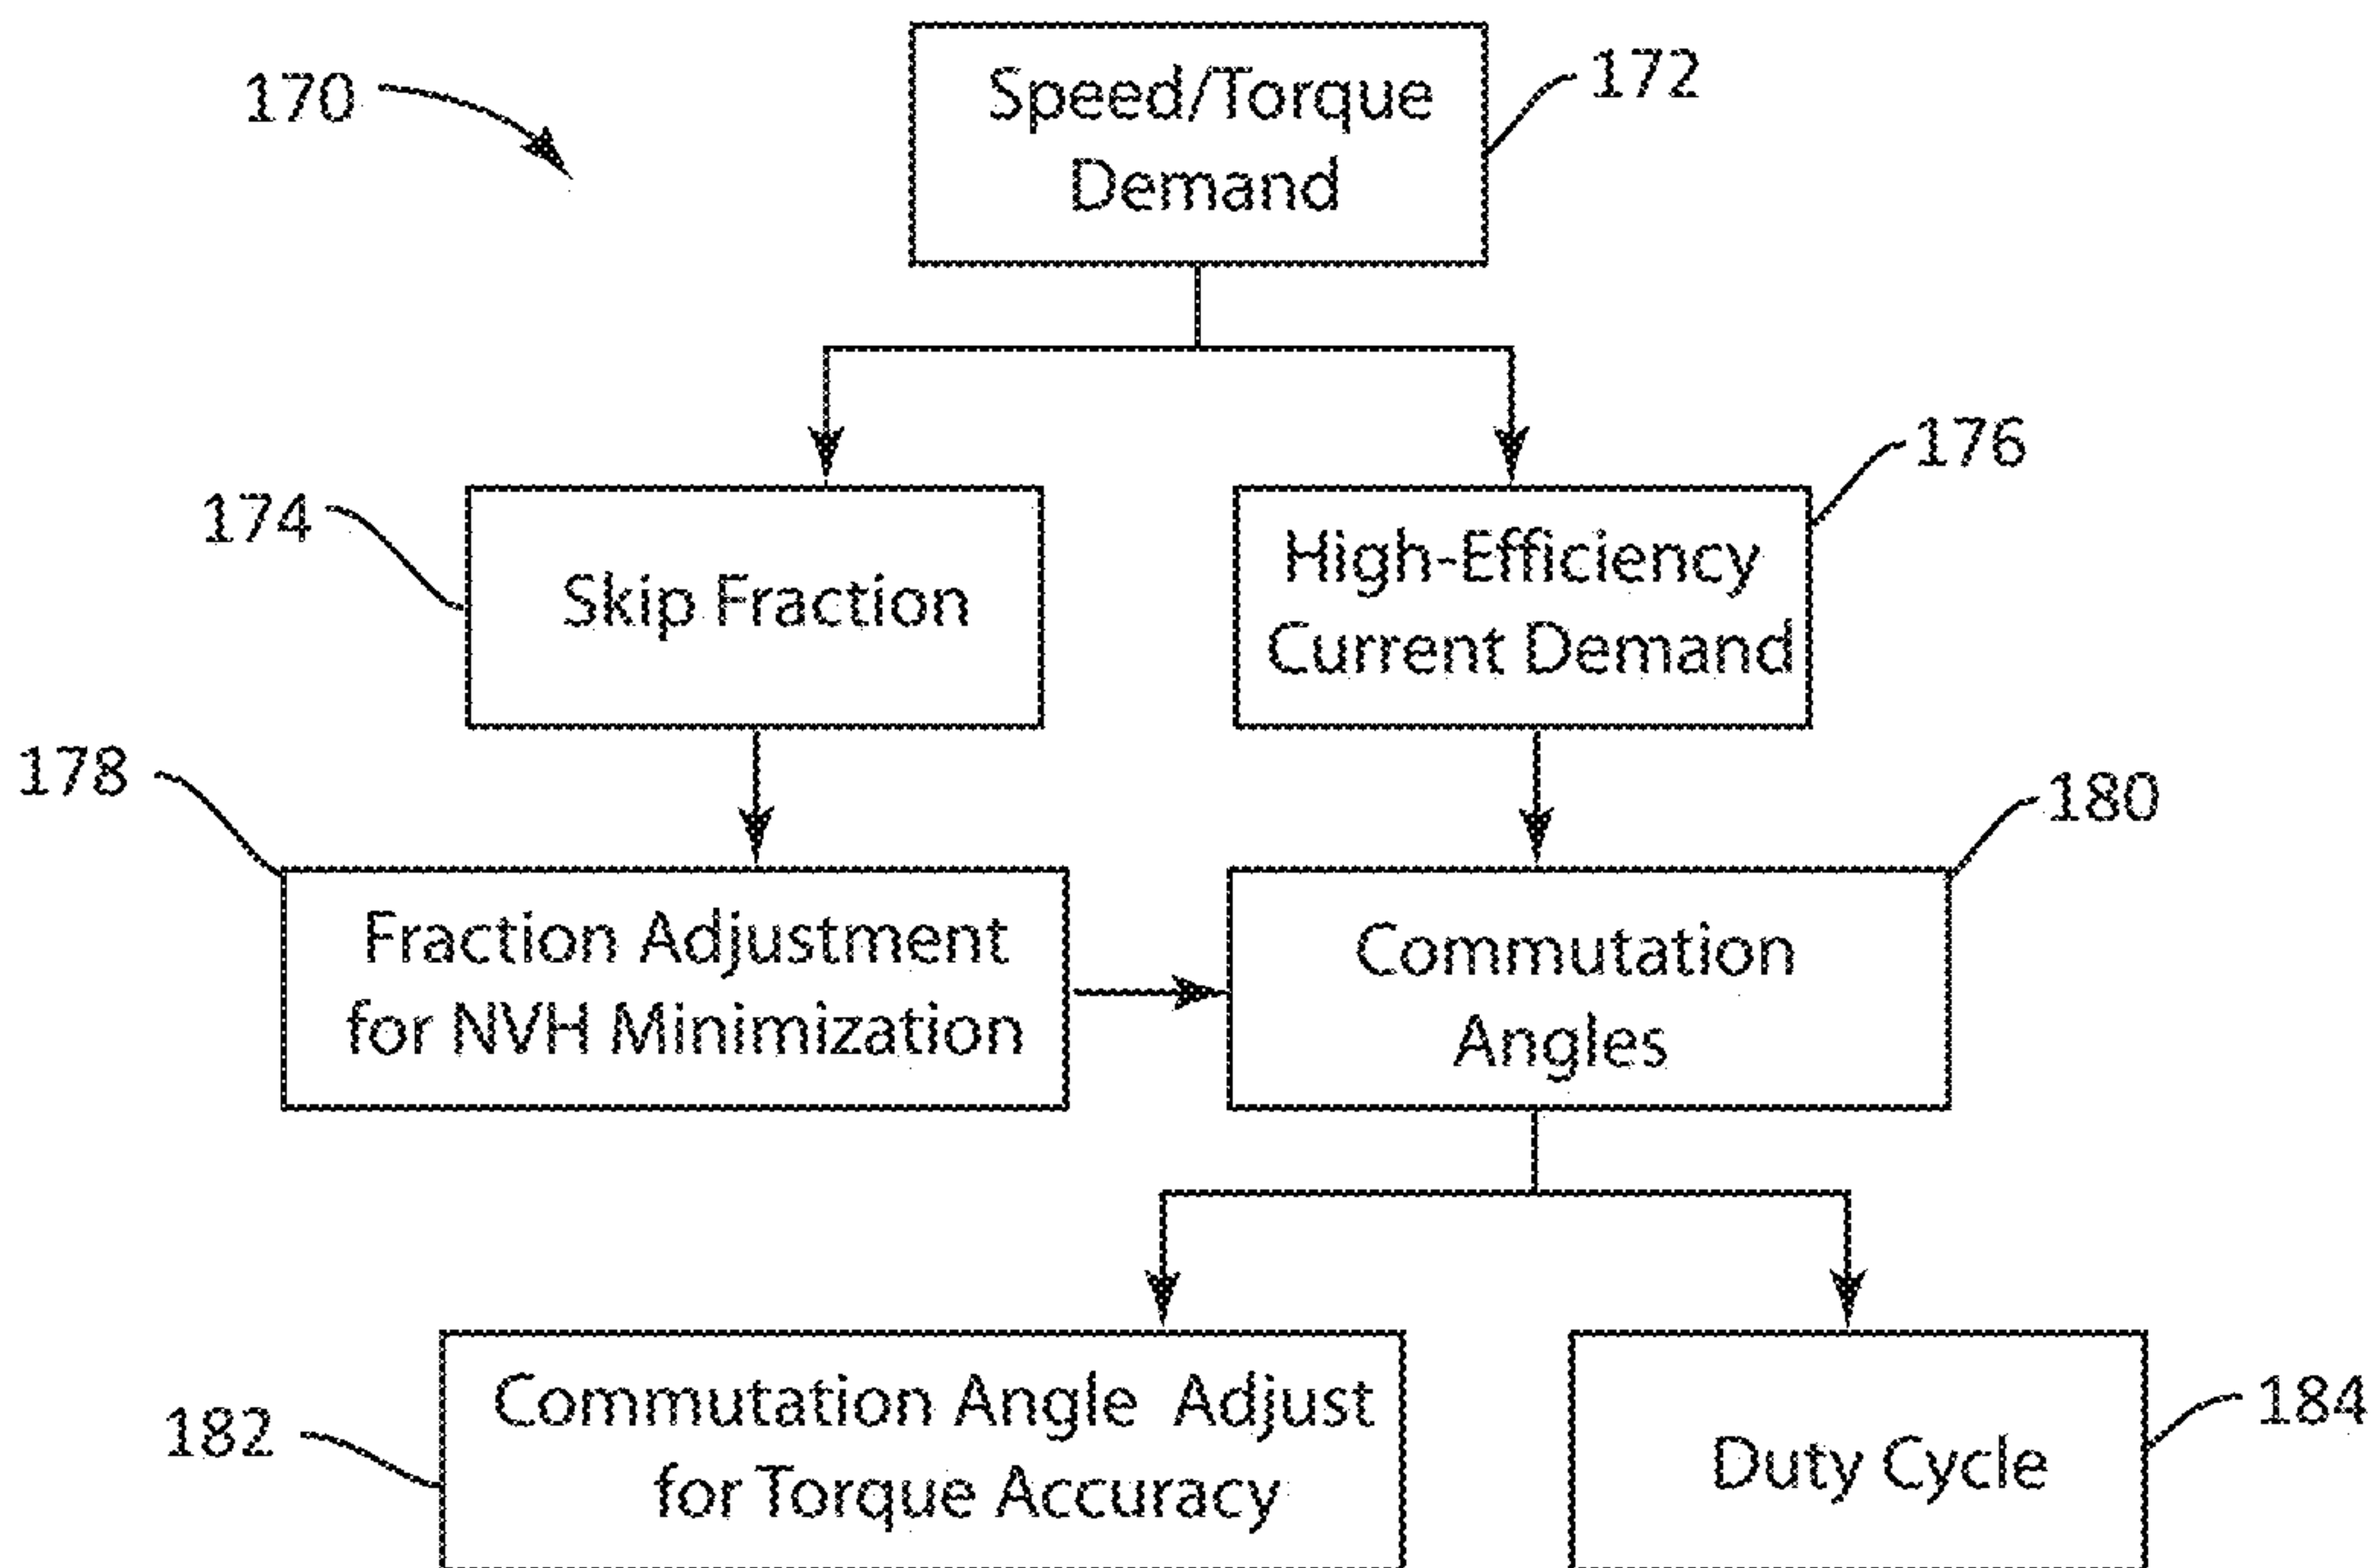 170
Speed/Torque
Demand
172
174
Skip Fraction
High-Efficiency
Current Demand
176
178
Fraction Adjustment
for NVH Minimization
Commutation
Angles
180
182
Commutation Angle Adjust
for Torque Accuracy
Duty Cycle
184